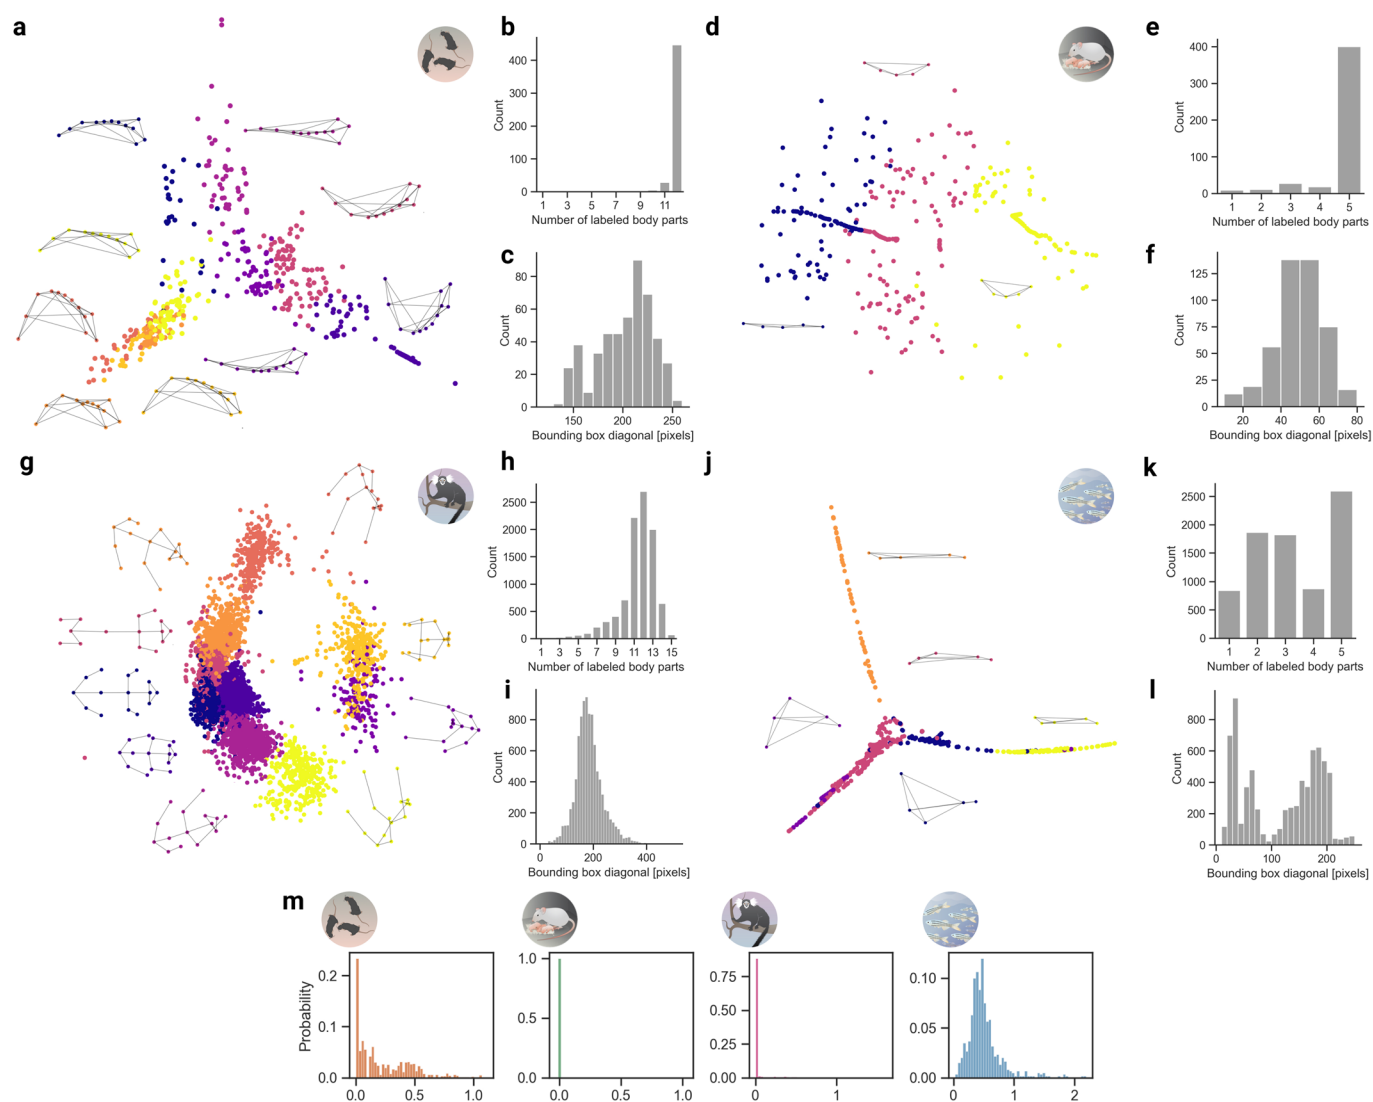 a
b
400
300
200
100
0
Count
1 3 5 7 9 11
Number of labeled body parts
c
80
60
40
20
0
Count
150 200 250
Bounding box diagonal [pixels]
d
e
400
300
200
100
0
Count
1 2 3 4 5
Number of labeled body parts
f
125
100
75
50
25
0
Count
20 40 60 80
Bounding box diagonal [pixels]
g
h
2500
2000
1500
1000
500
0
Count
1 3 5 7 9 11 13 15
Number of labeled body parts
i
800
600
400
200
0
Count
0 200 400
Bounding box diagonal [pixels]
j
k
2500
2000
1500
1000
500
0
Count
1 2 3 4 5
Number of labeled body parts
l
800
600
400
200
0
Count
0 100 200
Bounding box diagonal [pixels]
m
Probability
0.2
0.1
0.0
0.0 0.5 1.0
1.0
0.5
0.0
0.0 0.5 1.0
0.75
0.50
0.25
0.00
0 1
0.10
0.05
0.00
0 1 2